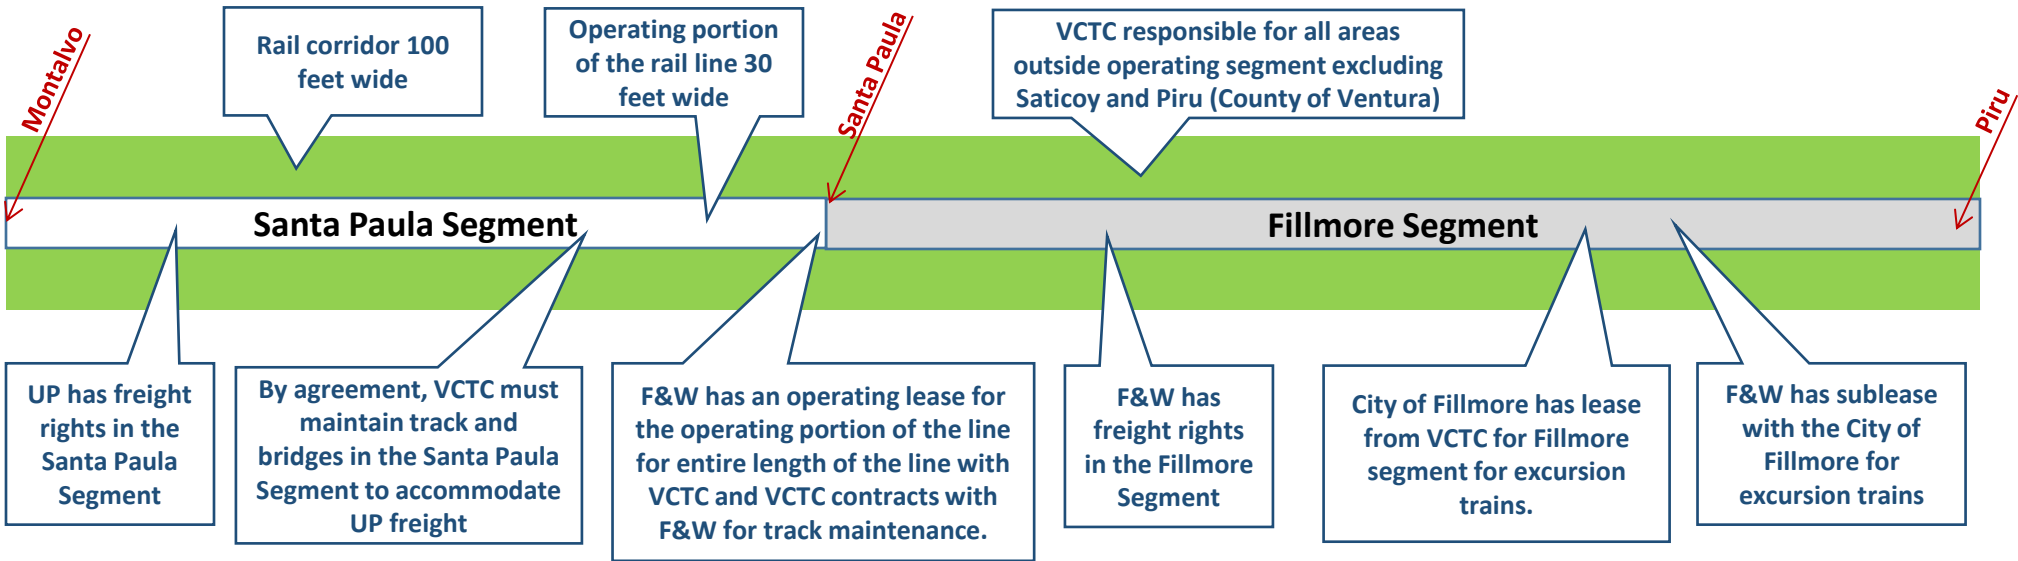 Montalvo
Rail corridor 100
feet wide
Operating portion
of the rail line 30
feet wide
Santa Paula
VCTC responsible for all areas
outside operating segment excluding
Saticoy and Piru (County of Ventura)
Piru
Santa Paula Segment
Fillmore Segment
UP has freight
rights in the
Santa Paula
Segment
By agreement, VCTC must
maintain track and
bridges in the Santa Paula
Segment to accommodate
UP freight
F&W has an operating lease for
the operating portion of the line
for entire length of the line with
VCTC and VCTC contracts with
F&W for track maintenance.
F&W has
freight rights
in the Fillmore
Segment
City of Fillmore has lease
from VCTC for Fillmore
segment for excursion
trains.
F&W has sublease
with the City of
Fillmore for
excursion trains